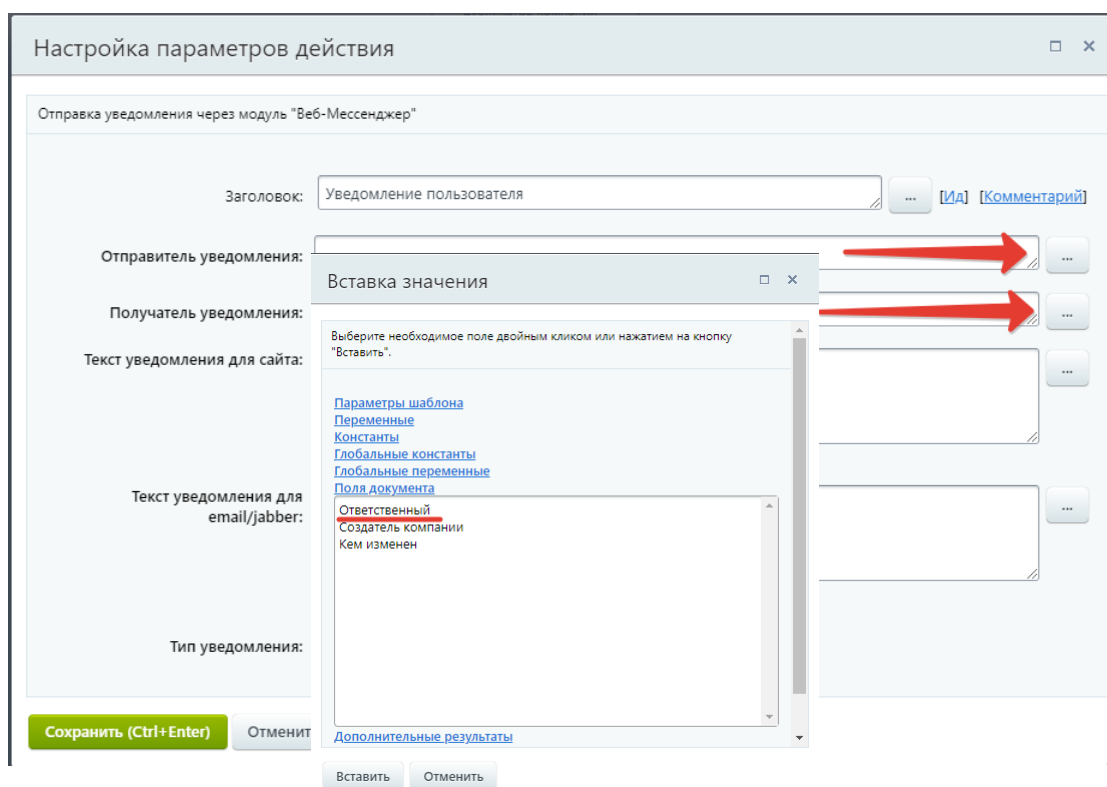 Настройка параметров действия
Отправка уведомления через модуль "Веб-Мессенджер"
Заголовок: Уведомление пользователя ... [Ид] [Комментарий]
Отправитель уведомления: ...
Получатель уведомления: ...
Текст уведомления для сайта: ...
Текст уведомления для
email/jabber: ...
Тип уведомления:
Сохранить (Ctrl+Enter) Отменит
Вставка значения
Выберите необходимое поле двойным кликом или нажатием на кнопку
"Вставить".
Параметры шаблона
Переменные
Константы
Глобальные константы
Глобальные переменные
Поля документа
Ответственный
Создатель компании
Кем изменен
Дополнительные результаты
Вставить Отменить